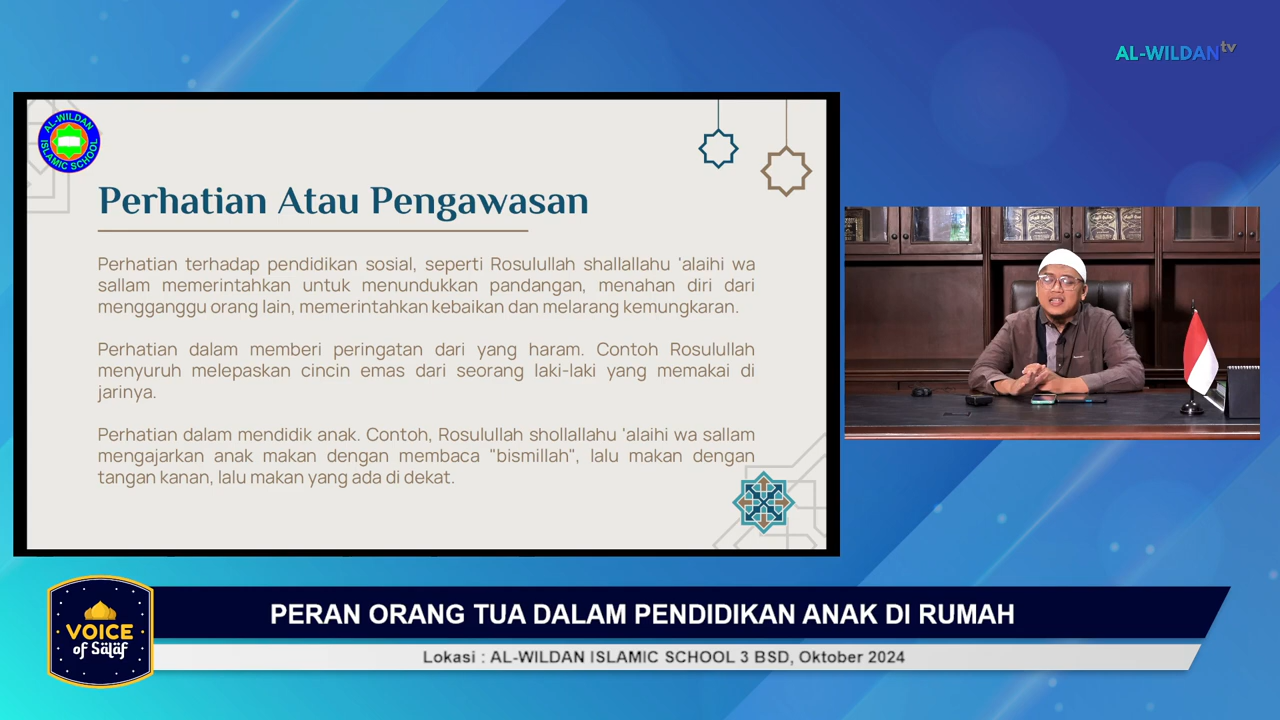 AL-WILDAN tv
AL-WILDAN
ISLAMIC SCHOOL
Perhatian Atau Pengawasan
Perhatian terhadap pendidikan sosial, seperti Rosulullah shallallahu 'alaihi wa
sallam memerintahkan untuk menundukkan pandangan, menahan diri dari
mengganggu orang lain, memerintahkan kebaikan dan melarang kemungkaran.
Perhatian dalam memberi peringatan dari yang haram. Contoh Rosulullah
menyuruh melepaskan cincin emas dari seorang laki-laki yang memakai di
jarinya.
Perhatian dalam mendidik anak. Contoh, Rosulullah shollallahu 'alaihi wa sallam
mengajarkan anak makan dengan membaca "bismillah", lalu makan dengan
tangan kanan, lalu makan yang ada di dekat.
VOICE
of Säläf
PERAN ORANG TUA DALAM PENDIDIKAN ANAK DI RUMAH
Lokasi : AL-WILDAN ISLAMIC SCHOOL 3 BSD, Oktober 2024